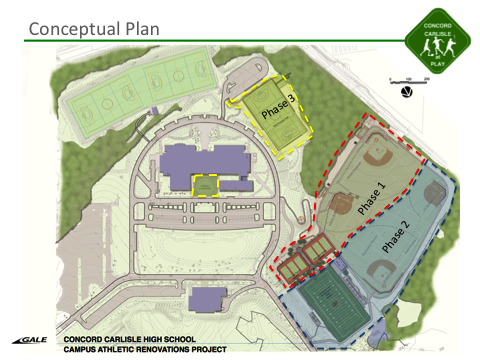 Conceptual Plan
CONCORD
CARLISLE
AT
PLAY
Phase 3
Phase 1
Phase 2
GALE
CONCORD CARLISLE HIGH SCHOOL
CAMPUS ATHLETIC RENOVATIONS PROJECT